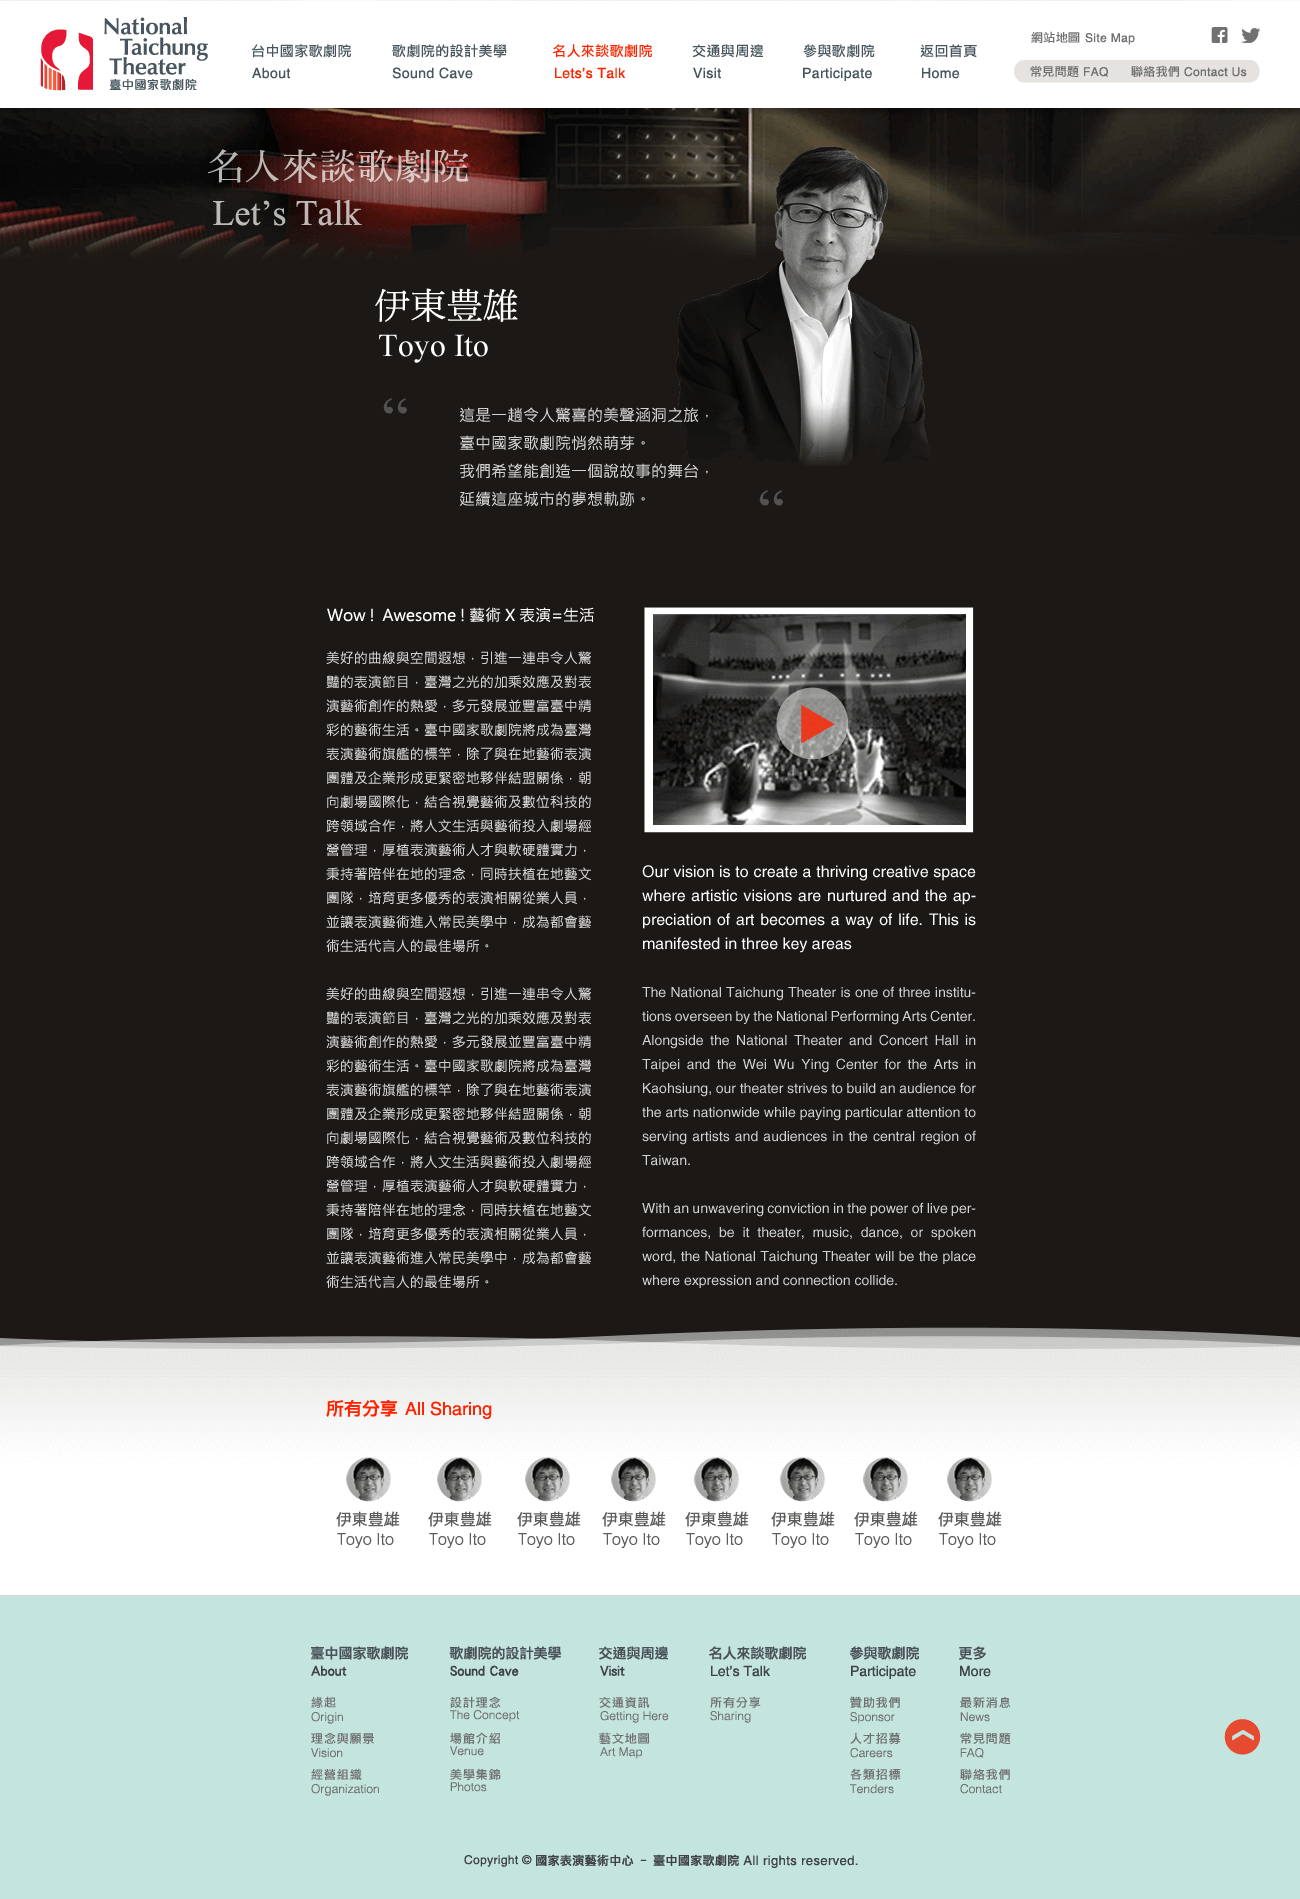 National
Taichung
Theater
臺中國家歌劇院
台中國家歌劇院
About
歌劇院的設計美學
Sound Cave
名人來談歌劇院
Lets's Talk
交通與周邊
Visit
參與歌劇院
Participate
返回首頁
Home
網站地圖 Site Map
常見問題 FAQ
聯絡我們 Contact Us
名人來談歌劇院
Let's Talk
伊東豊雄
Toyo Ito
“
這是一趟令人驚喜的美聲涵洞之旅，
臺中國家歌劇院悄然萌芽。
我們希望能創造一個說故事的舞台，
延續這座城市的夢想軌跡。
“
Wow！Awesome！藝術 X 表演=生活
美好的曲線與空間遐想，引進一連串令人驚
豔的表演節目，臺灣之光的加乘效應及對表
演藝術創作的熱愛，多元發展並豐富臺中精
彩的藝術生活。臺中國家歌劇院將成為臺灣
表演藝術旗艦的標竿，除了與在地藝術表演
團體及企業形成更緊密地夥伴結盟關係，朝
向劇場國際化，結合視覺藝術及數位科技的
跨領域合作，將人文生活與藝術投入劇場經
營管理，厚植表演藝術人才與軟硬體實力，
秉持著陪伴在地的理念，同時扶植在地藝文
團隊，培育更多優秀的表演相關從業人員，
並讓表演藝術進入常民美學中，成為都會藝
術生活代言人的最佳場所。
美好的曲線與空間遐想，引進一連串令人驚
豔的表演節目，臺灣之光的加乘效應及對表
演藝術創作的熱愛，多元發展並豐富臺中精
彩的藝術生活。臺中國家歌劇院將成為臺灣
表演藝術旗艦的標竿，除了與在地藝術表演
團體及企業形成更緊密地夥伴結盟關係，朝
向劇場國際化，結合視覺藝術及數位科技的
跨領域合作，將人文生活與藝術投入劇場經
營管理，厚植表演藝術人才與軟硬體實力，
秉持著陪伴在地的理念，同時扶植在地藝文
團隊，培育更多優秀的表演相關從業人員，
並讓表演藝術進入常民美學中，成為都會藝
術生活代言人的最佳場所。
Our vision is to create a thriving creative space
where artistic visions are nurtured and the ap-
preciation of art becomes a way of life. This is
manifested in three key areas
The National Taichung Theater is one of three institu-
tions overseen by the National Performing Arts Center.
Alongside the National Theater and Concert Hall in
Taipei and the Wei Wu Ying Center for the Arts in
Kaohsiung, our theater strives to build an audience for
the arts nationwide while paying particular attention to
serving artists and audiences in the central region of
Taiwan.
With an unwavering conviction in the power of live per-
formances, be it theater, music, dance, or spoken
word, the National Taichung Theater will be the place
where expression and connection collide.
所有分享 All Sharing
伊東豊雄
Toyo Ito
伊東豊雄
Toyo Ito
伊東豊雄
Toyo Ito
伊東豊雄
Toyo Ito
伊東豊雄
Toyo Ito
伊東豊雄
Toyo Ito
伊東豊雄
Toyo Ito
伊東豊雄
Toyo Ito
臺中國家歌劇院
About
緣起
Origin
理念與願景
Vision
經營組織
Organization
歌劇院的設計美學
Sound Cave
設計理念
The Concept
場館介紹
Venue
美學集錦
Photos
交通與周邊
Visit
交通資訊
Getting Here
藝文地圖
Art Map
名人來談歌劇院
Let's Talk
所有分享
Sharing
參與歌劇院
Participate
贊助我們
Sponsor
人才招募
Careers
各類招標
Tenders
更多
More
最新消息
News
常見問題
FAQ
聯絡我們
Contact
Copyright © 國家表演藝術中心 － 臺中國家歌劇院 All rights reserved.